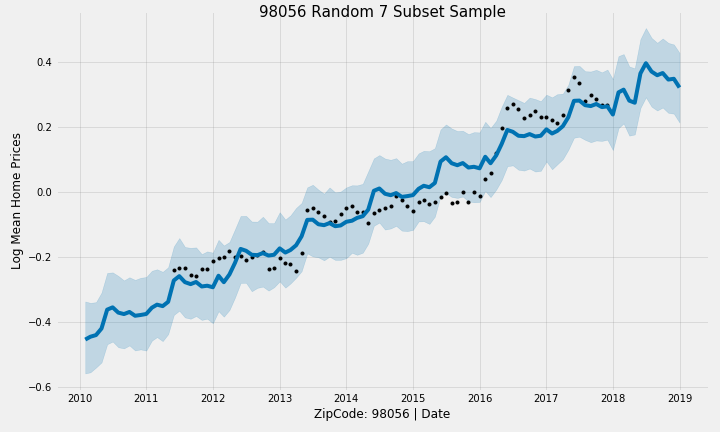 98056 Random 7 Subset Sample
Log Mean Home Prices
0.4
0.2
0.0
−0.2
−0.4
−0.6
2010 2011 2012 2013 2014 2015 2016 2017 2018 2019
ZipCode: 98056 | Date